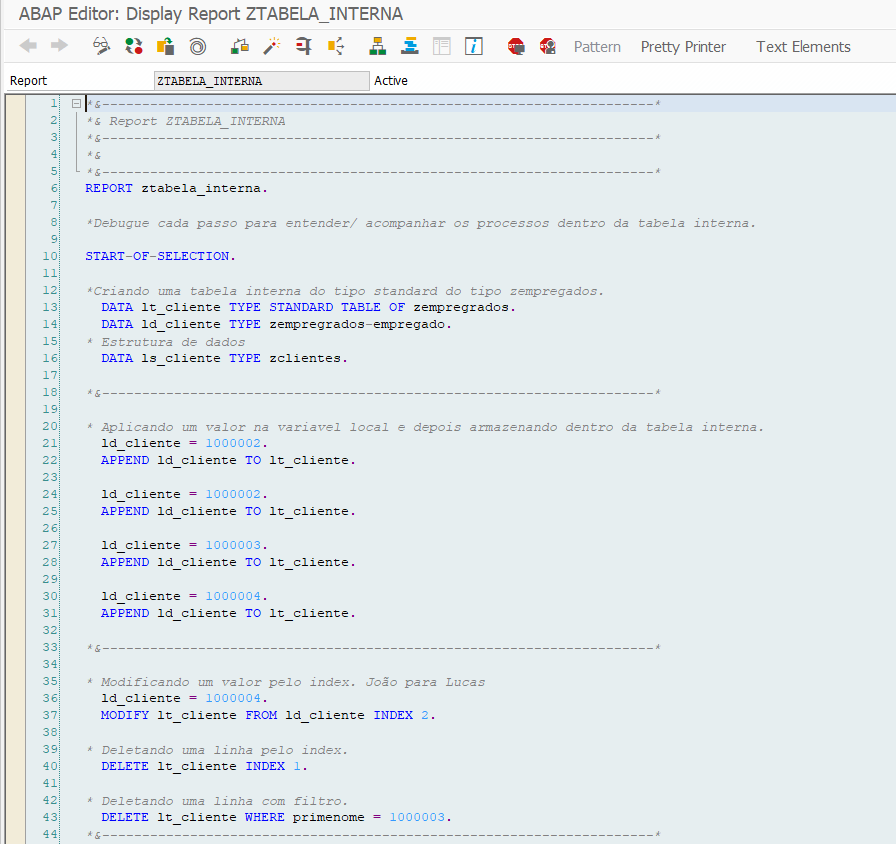 ABAP Editor: Display Report ZTABELA_INTERNA
Pattern Pretty Printer Text Elements
Report ZTABELA_INTERNA Active
1 *&---------------------------------------------------------------------*
2 *& Report ZTABELA_INTERNA
3 *&---------------------------------------------------------------------*
4 *&
5 *&---------------------------------------------------------------------*
6 REPORT ztabela_interna.
7
8 *Debugue cada passo para entender/ acompanhar os processos dentro da tabela interna.
9
10 START-OF-SELECTION.
11
12 *Criando uma tabela interna do tipo standard do tipo zempregados.
13 DATA lt_cliente TYPE STANDARD TABLE OF zempregrados.
14 DATA ld_cliente TYPE zempregrados-empregado.
15 * Estrutura de dados
16 DATA ls_cliente TYPE zclientes.
17
18 *&---------------------------------------------------------------------*
19
20 * Aplicando um valor na variavel local e depois armazenando dentro da tabela interna.
21 ld_cliente = 1000002.
22 APPEND ld_cliente TO lt_cliente.
23
24 ld_cliente = 1000002.
25 APPEND ld_cliente TO lt_cliente.
26
27 ld_cliente = 1000003.
28 APPEND ld_cliente TO lt_cliente.
29
30 ld_cliente = 1000004.
31 APPEND ld_cliente TO lt_cliente.
32
33 *&---------------------------------------------------------------------*
34
35 * Modificando um valor pelo index. João para Lucas
36 ld_cliente = 1000004.
37 MODIFY lt_cliente FROM ld_cliente INDEX 2.
38
39 * Deletando uma linha pelo index.
40 DELETE lt_cliente INDEX 1.
41
42 * Deletando uma linha com filtro.
43 DELETE lt_cliente WHERE primenome = 1000003.
44 *&---------------------------------------------------------------------*